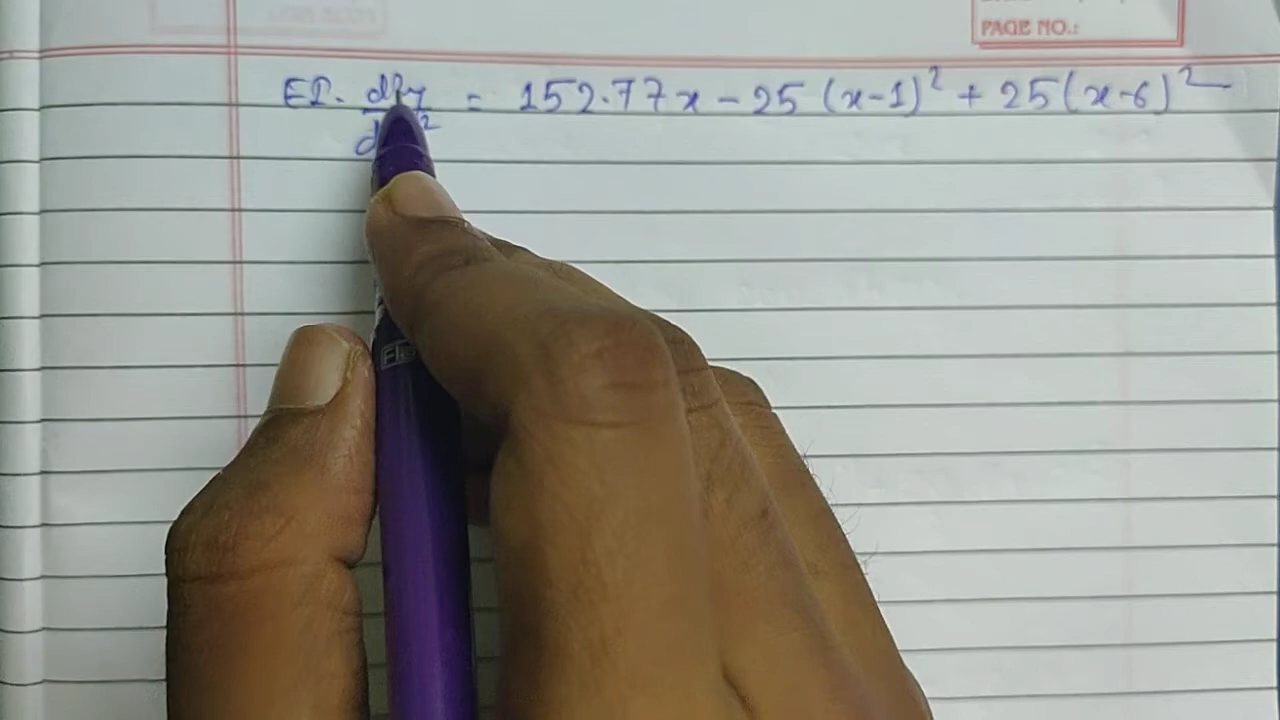 PAGE NO.:
EI. d²y/dx² = 152.77x - 25 (x-1)² + 25(x-6)²